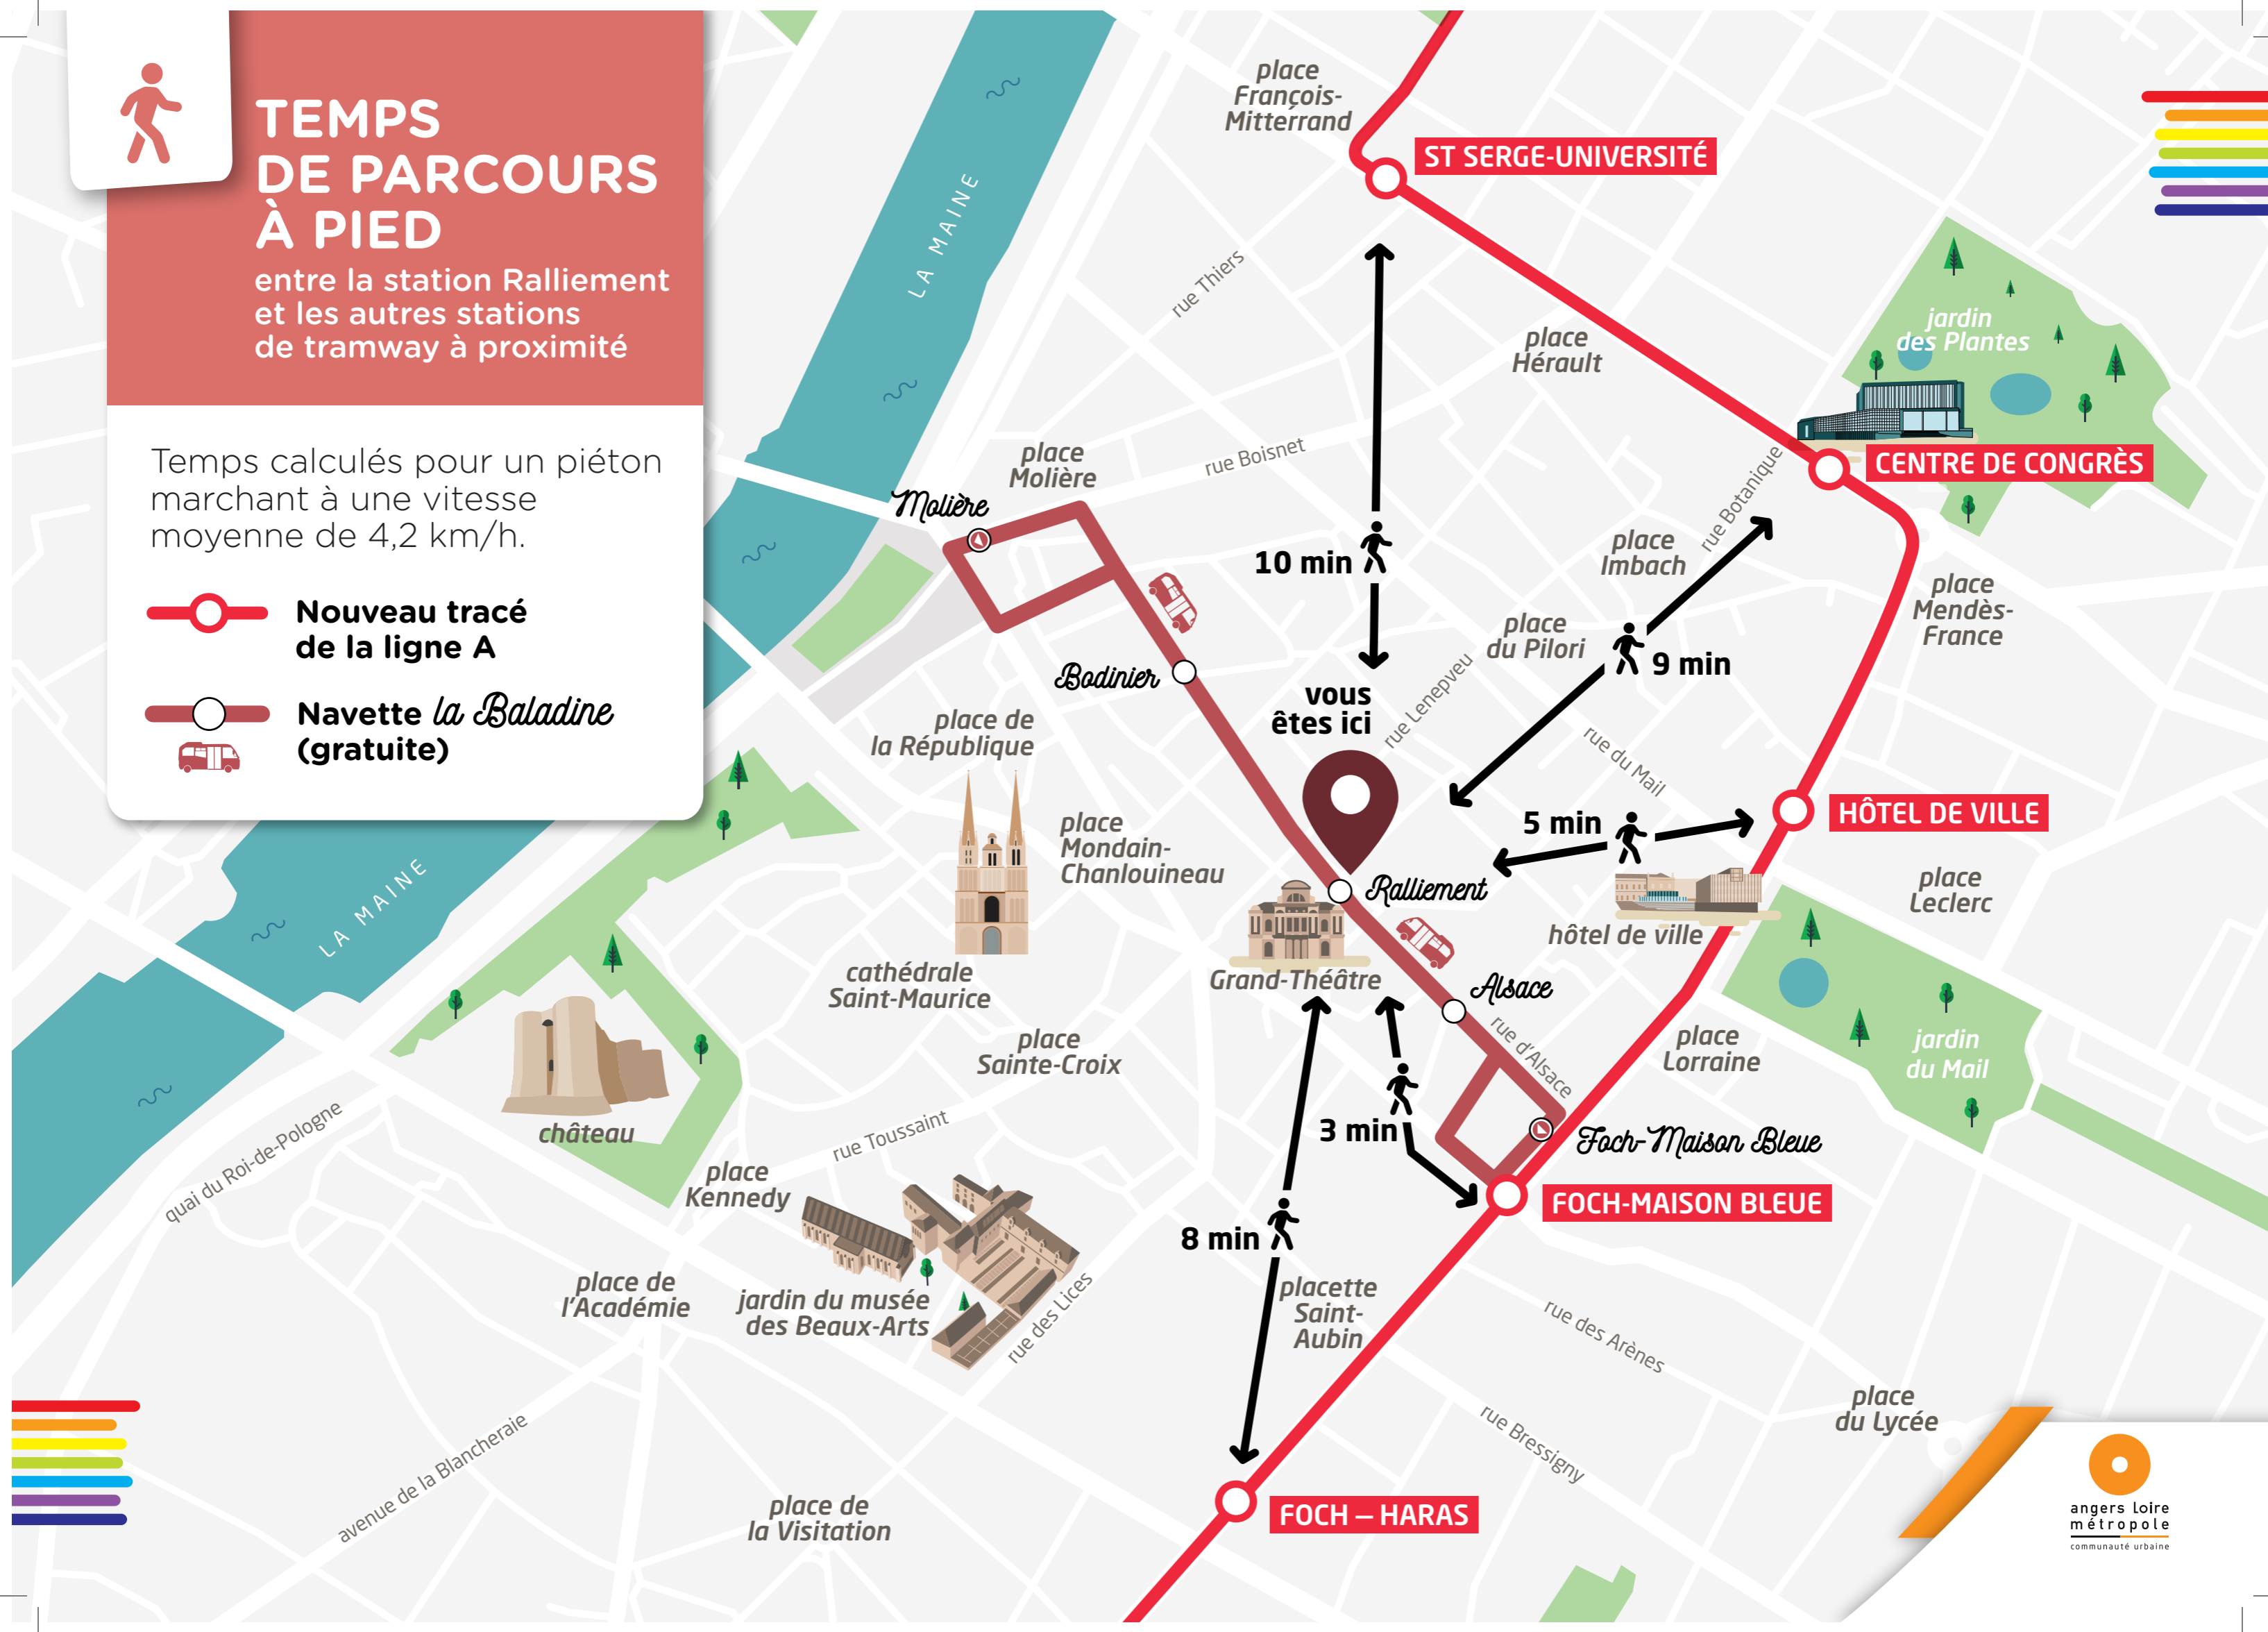 TEMPS
DE PARCOURS
À PIED
entre la station Ralliement
et les autres stations
de tramway à proximité
Temps calculés pour un piéton
marchant à une vitesse
moyenne de 4,2 km/h.
Nouveau tracé
de la ligne A
Navette la Baladine
(gratuite)
place
François-
Mitterrand
ST SERGE-UNIVERSITÉ
LA MAINE
rue Thiers
place
Hérault
jardin
des Plantes
CENTRE DE CONGRÈS
place
Molière
Molière
rue Boisnet
rue Botanique
10 min
place
Imbach
place
Mendès-
France
place
du Pilori
9 min
Bodinier
vous
êtes ici
rue Lenepveu
place de
la République
rue du Mail
5 min
HÔTEL DE VILLE
place
Mondain-
Chanlouineau
Ralliement
place
Leclerc
hôtel de ville
LA MAINE
cathédrale
Saint-Maurice
Grand-Théâtre
Alsace
rue d'Alsace
place
Sainte-Croix
place
Lorraine
jardin
du Mail
château
quai du Roi-de-Pologne
rue Toussaint
3 min
Foch-Maison Bleue
place
Kennedy
FOCH-MAISON BLEUE
8 min
place de
l'Académie
jardin du musée
des Beaux-Arts
rue des Lices
placette
Saint-
Aubin
rue des Arènes
place
du Lycée
rue Bressigny
avenue de la Blancheraie
place de
la Visitation
FOCH – HARAS
angers Loire
métropole
communauté urbaine